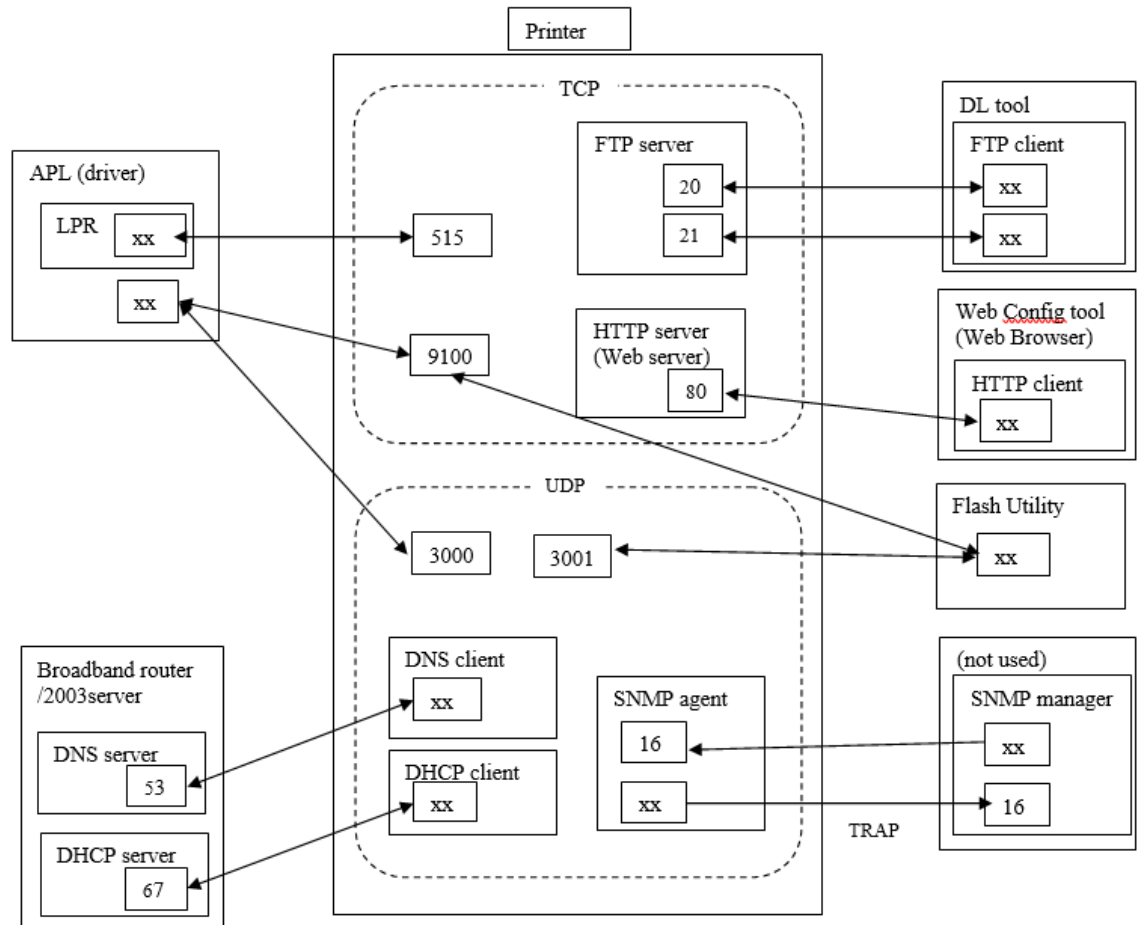 Printer
TCP
APL (driver)
LPR
xx
xx
515
9100
FTP server
20
21
HTTP server
(Web server)
80
DL tool
FTP client
xx
xx
Web Config tool
(Web Browser)
HTTP client
xx
UDP
3000
3001
Flash Utility
xx
Broadband router
/2003server
DNS server
53
DHCP server
67
DNS client
xx
DHCP client
xx
SNMP agent
16
xx
TRAP
(not used)
SNMP manager
xx
16